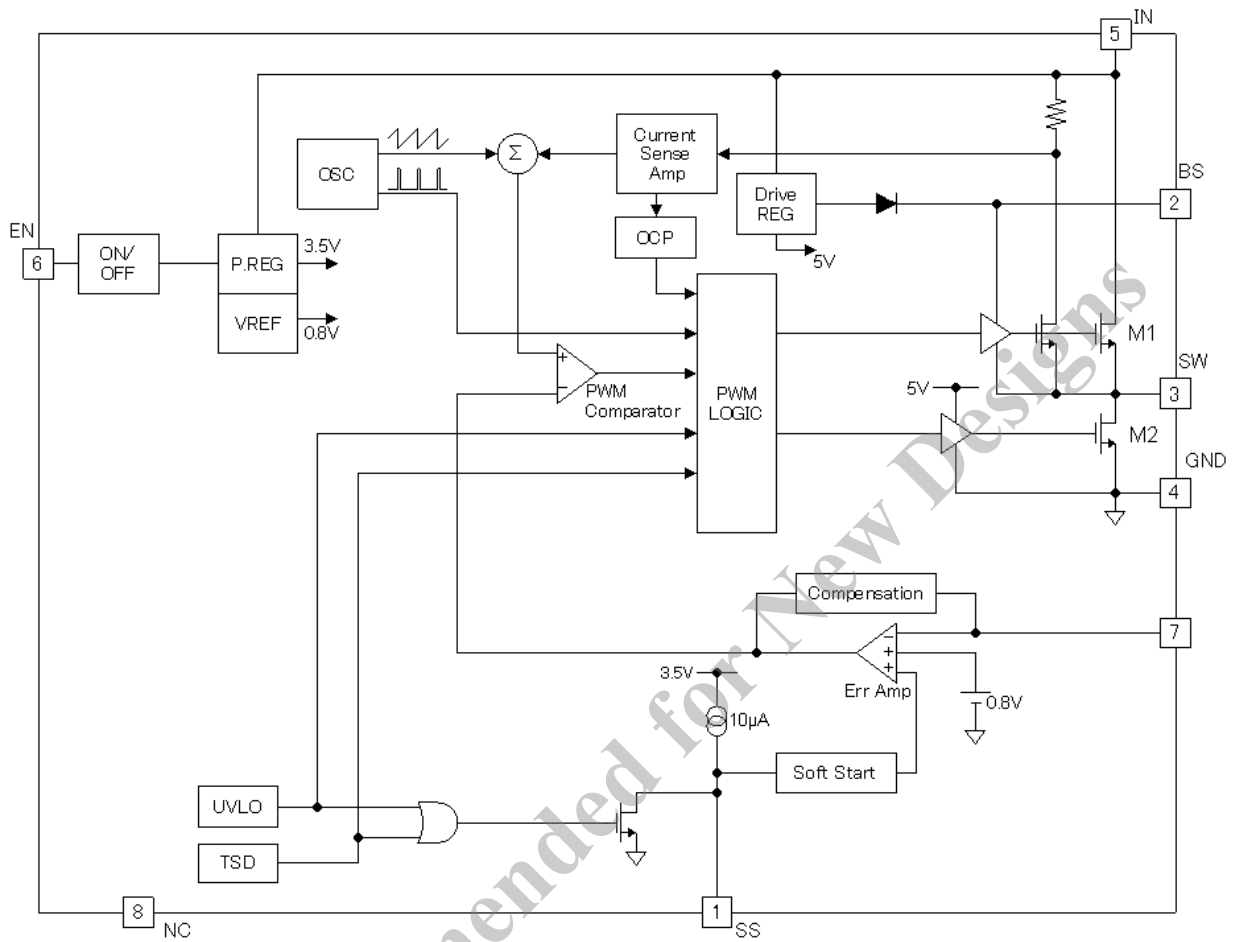 IN
5
Current
Sense
Amp
Σ
OSC
BS
Drive
REG
2
EN
OCP
ON/
OFF
6
P.REG
3.5V
5V
VREF
0.8V
M1
SW
PWM
Comparator
PWM
LOGIC
5V
3
M2
GND
4
Compensation
7
3.5V
Err Amp
0.8V
10µA
Soft Start
UVLO
TSD
8
NC
1
SS
mended for New Designs
+
−
−
+
+